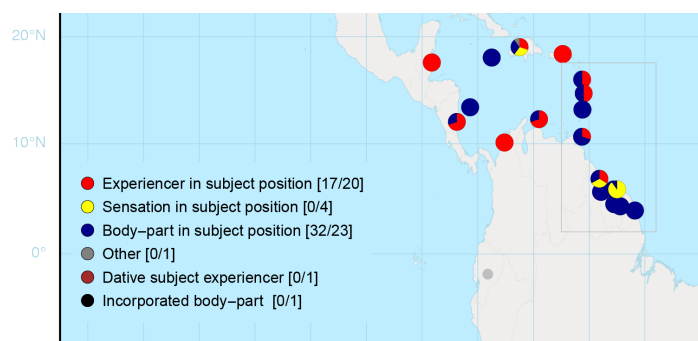 20°N
10°N
0°
Experiencer in subject position [17/20]
Sensation in subject position [0/4]
Body–part in subject position [32/23]
Other [0/1]
Dative subject experiencer [0/1]
Incorporated body–part [0/1]